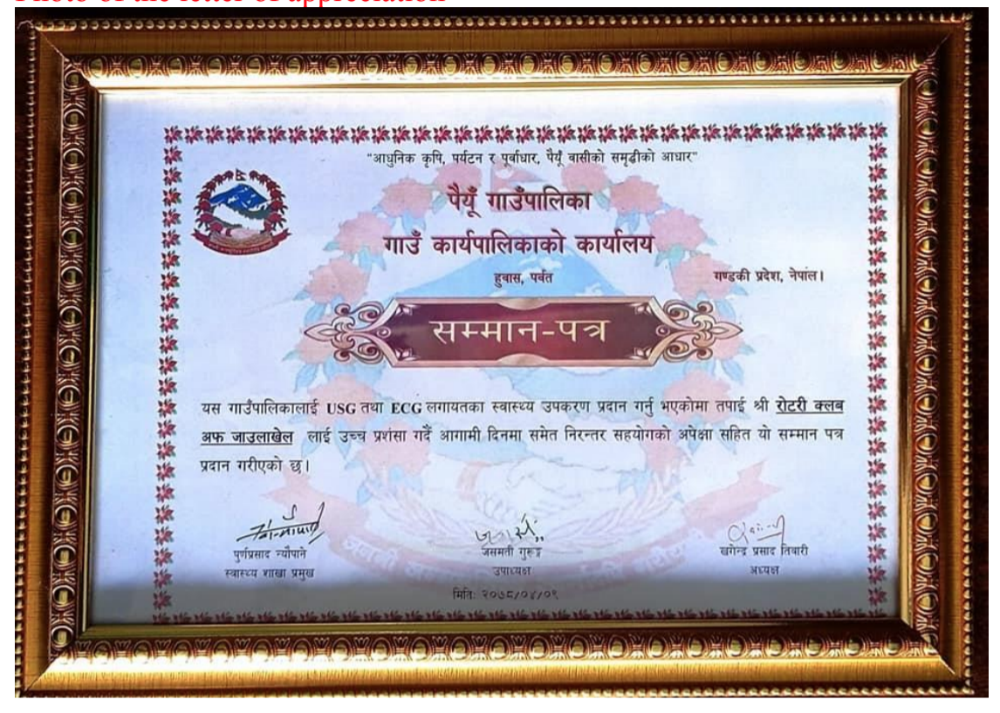 Photo of the letter of appreciation
"आधुनिक कृषि, पर्यटन र पूर्वाधार, पैयूँ वासीको समृद्धीको आधार"
पैयूँ गाउँपालिका
गाउँ कार्यपालिकाको कार्यालय
हुवास, पर्वत
गण्डकी प्रदेश, नेपाल।
सम्मान-पत्र
यस गाउँपालिकालाई USG तथा ECG लगायतका स्वास्थ्य उपकरण प्रदान गर्नु भएकोमा तपाई श्री रोटरी क्लब
अफ जाउलाखेल लाई उच्च प्रशंसा गर्दै आगामी दिनमा समेत निरन्तर सहयोगको अपेक्षा सहित यो सम्मान पत्र
प्रदान गरीएको छ।
पुर्णप्रसाद न्यौपाने
स्वास्थ्य शाखा प्रमुख
जसमती गुरुङ्ग
उपाध्यक्ष
खगेन्द्र प्रसाद तिवारी
अध्यक्ष
मितिः २०७८/०४/०९